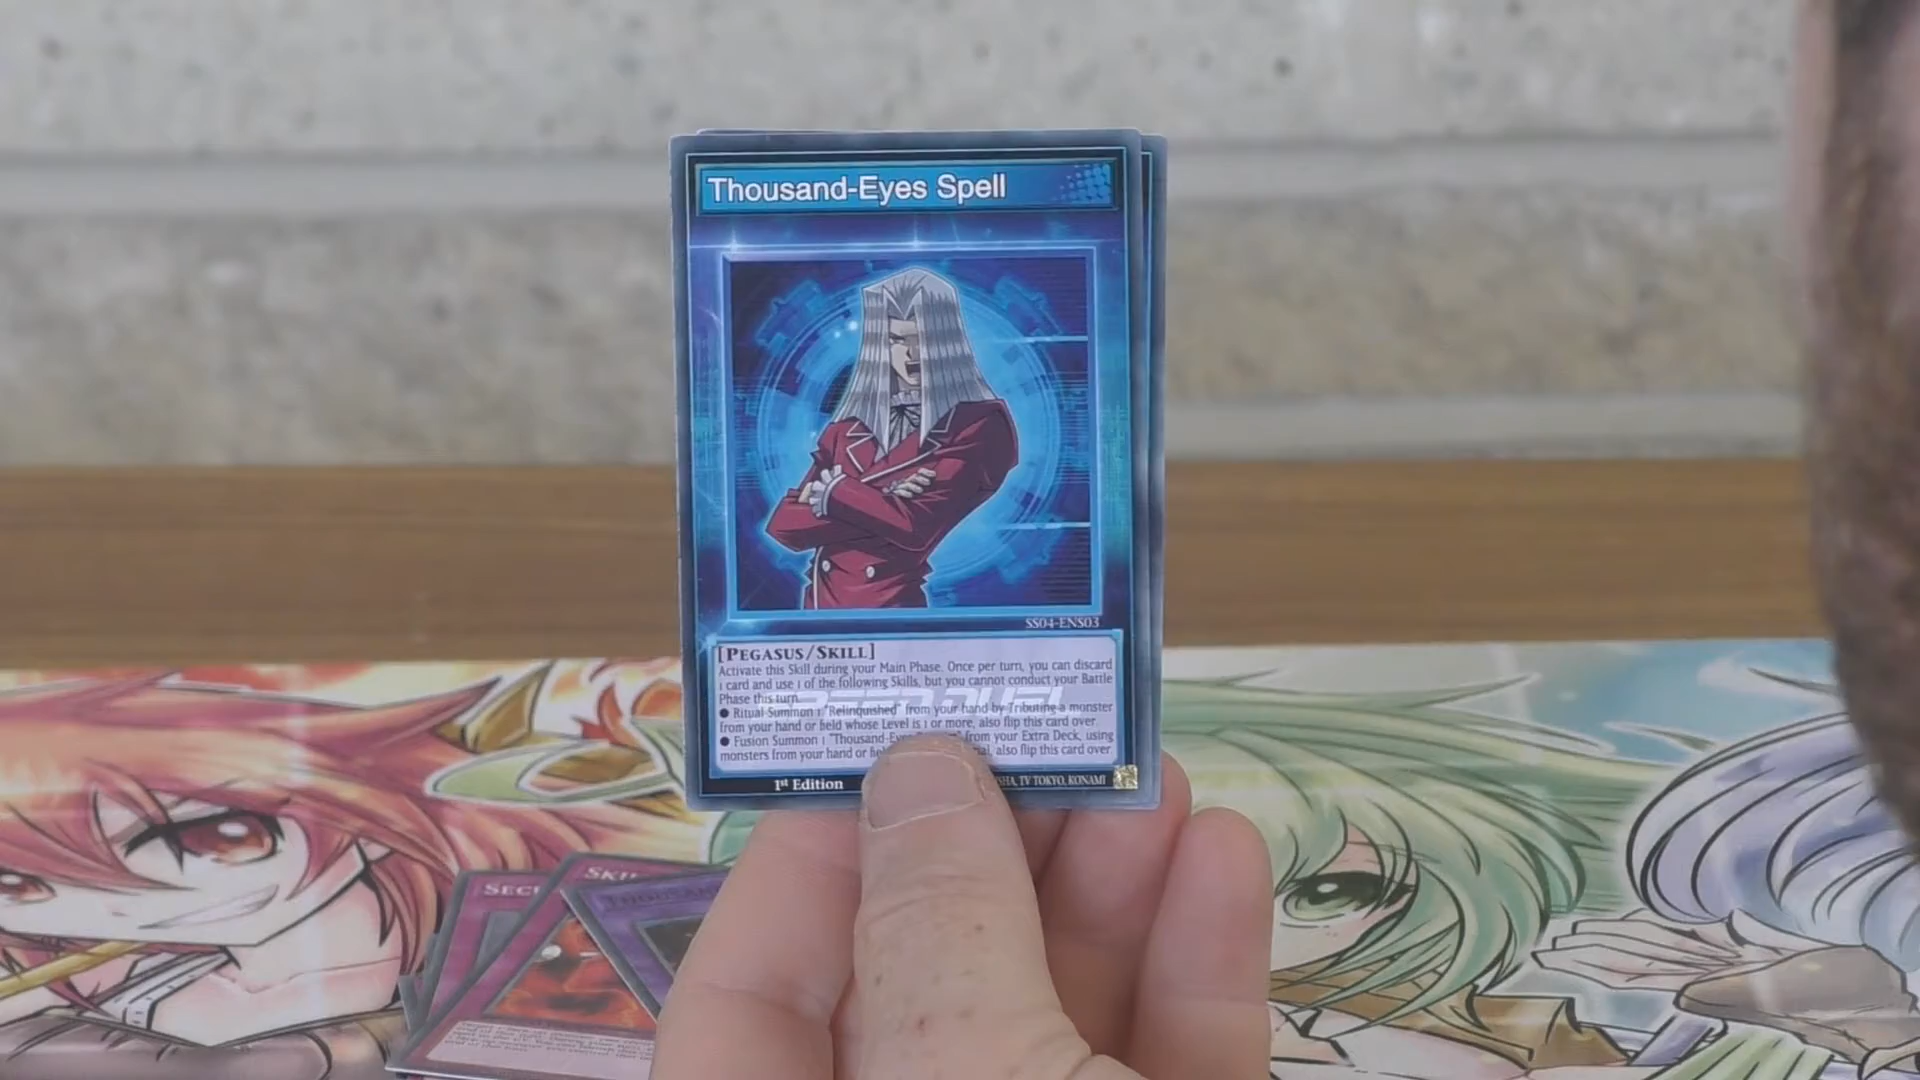 Thousand-Eyes Spell
SS04-ENS03
[PEGASUS/SKILL]
Activate this Skill during your Main Phase. Once per turn, you can discard
1 card and use 1 of the following Skills, but you cannot conduct your Battle
Phase this turn.
SPEED DUEL
● Ritual Summon 1 "Relinquished" from your hand by Tributing a monster
from your hand or field whose Level is 1 or more, also flip this card over.
● Fusion Summon 1 "Thousand-Eyes from your Extra Deck, using
monsters from your hand or also flip this card over.
1st Edition
TV TOKYO, KONAMI